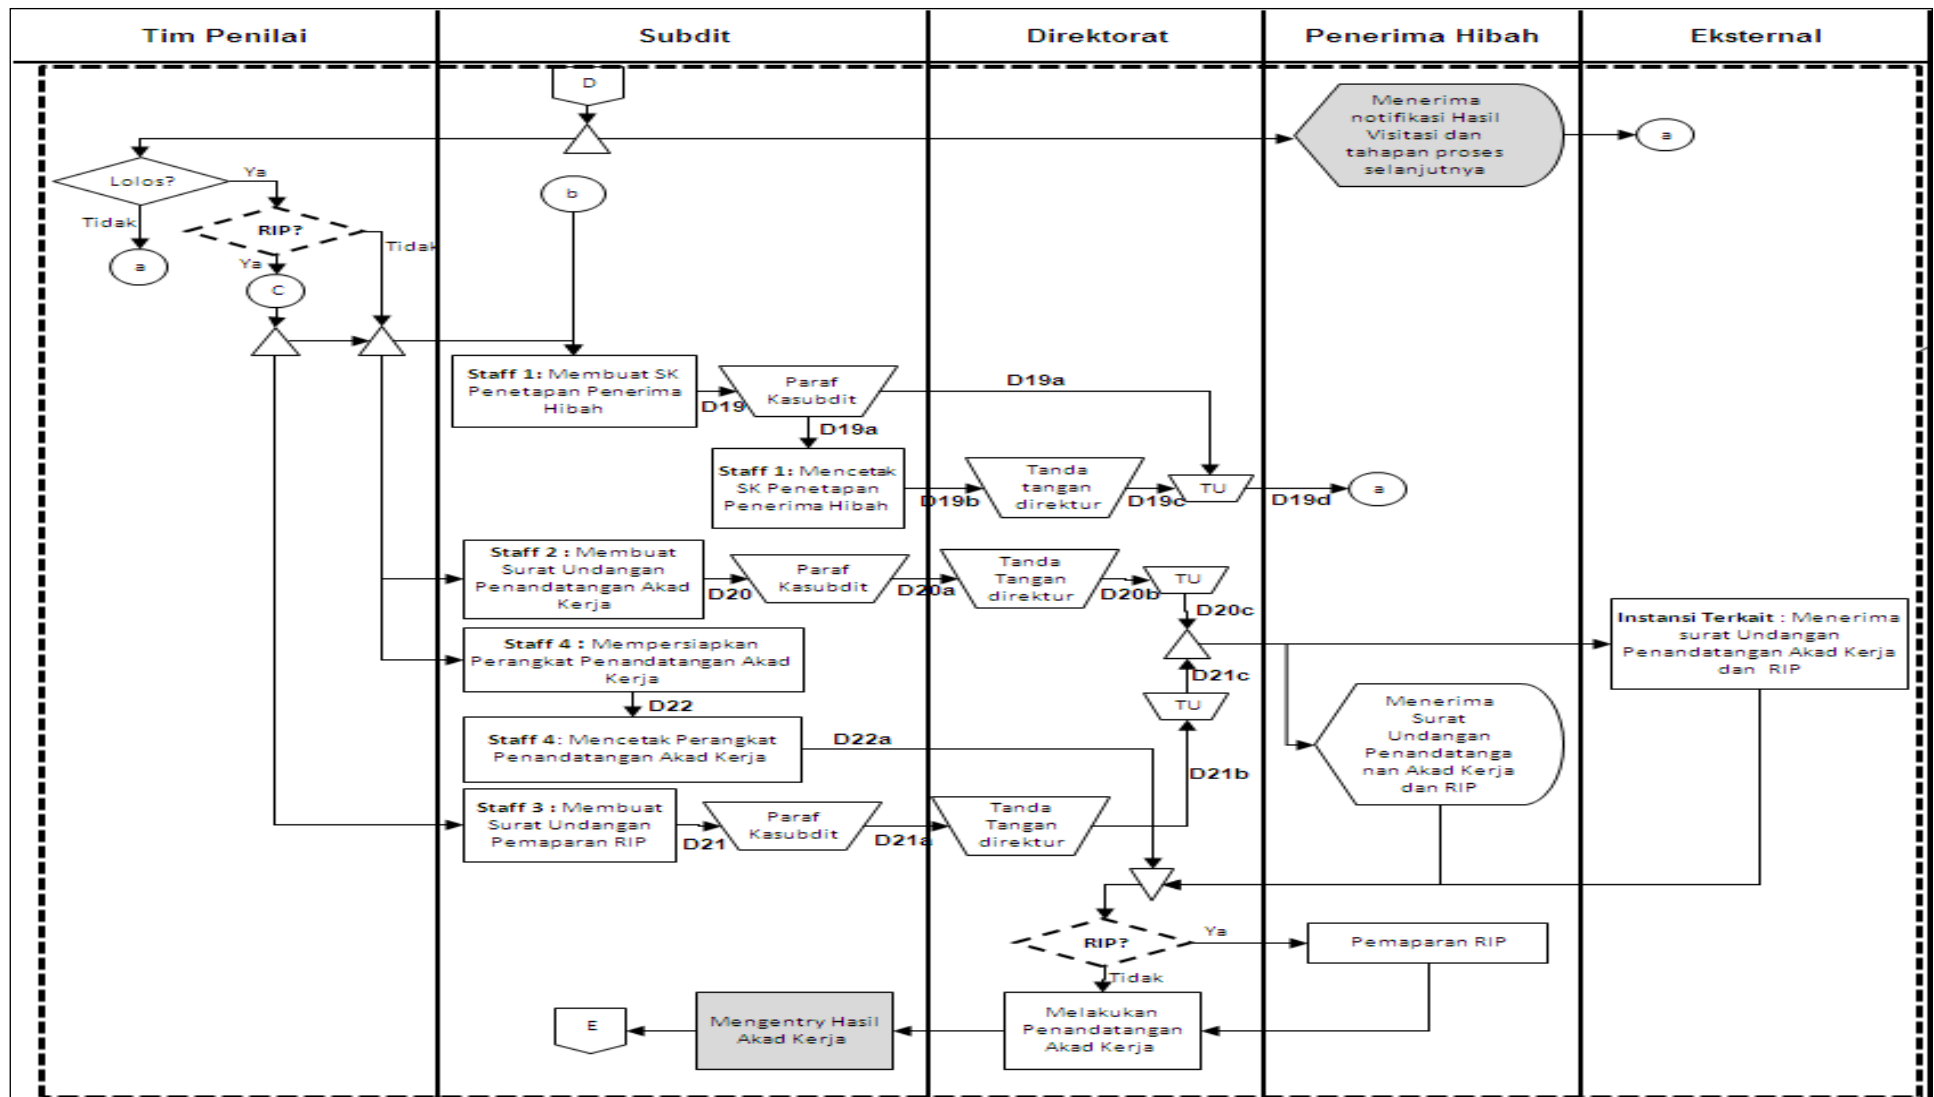 Tim Penilai
Subdit
Direktorat
Penerima Hibah
Eksternal
D
Menerima
notifikasi Hasil
Visitasi dan
tahapan proses
selanjutnya
a
Lolos?
Ya
Tidak
a
b
RIP?
Tidak
Ya
C
Staff 1: Membuat SK
Penetapan Penerima
Hibah
D19
Paraf
Kasubdit
D19a
D19a
Staff 1: Mencetak
SK Penetapan
Penerima Hibah
D19b
Tanda
tangan
direktur
D19c
TU
D19d
a
Staff 2 : Membuat
Surat Undangan
Penandatangan Akad
Kerja
D20
Paraf
Kasubdit
D20a
Tanda
Tangan
direktur
D20b
TU
D20c
Instansi Terkait : Menerima
surat Undangan
Penandatangan Akad Kerja
dan RIP
Staff 4 : Mempersiapkan
Perangkat Penandatangan Akad
Kerja
D22
D21c
TU
Menerima
Surat
Undangan
Penandatanga
nan Akad Kerja
dan RIP
Staff 4: Mencetak Perangkat
Penandatangan Akad Kerja
D22a
D21b
Staff 3 : Membuat
Surat Undangan
Pemaparan RIP
D21
Paraf
Kasubdit
D21a
Tanda
Tangan
direktur
RIP?
Ya
Pemaparan RIP
Tidak
Melakukan
Penandatangan
Akad Kerja
Mengentry Hasil
Akad Kerja
E